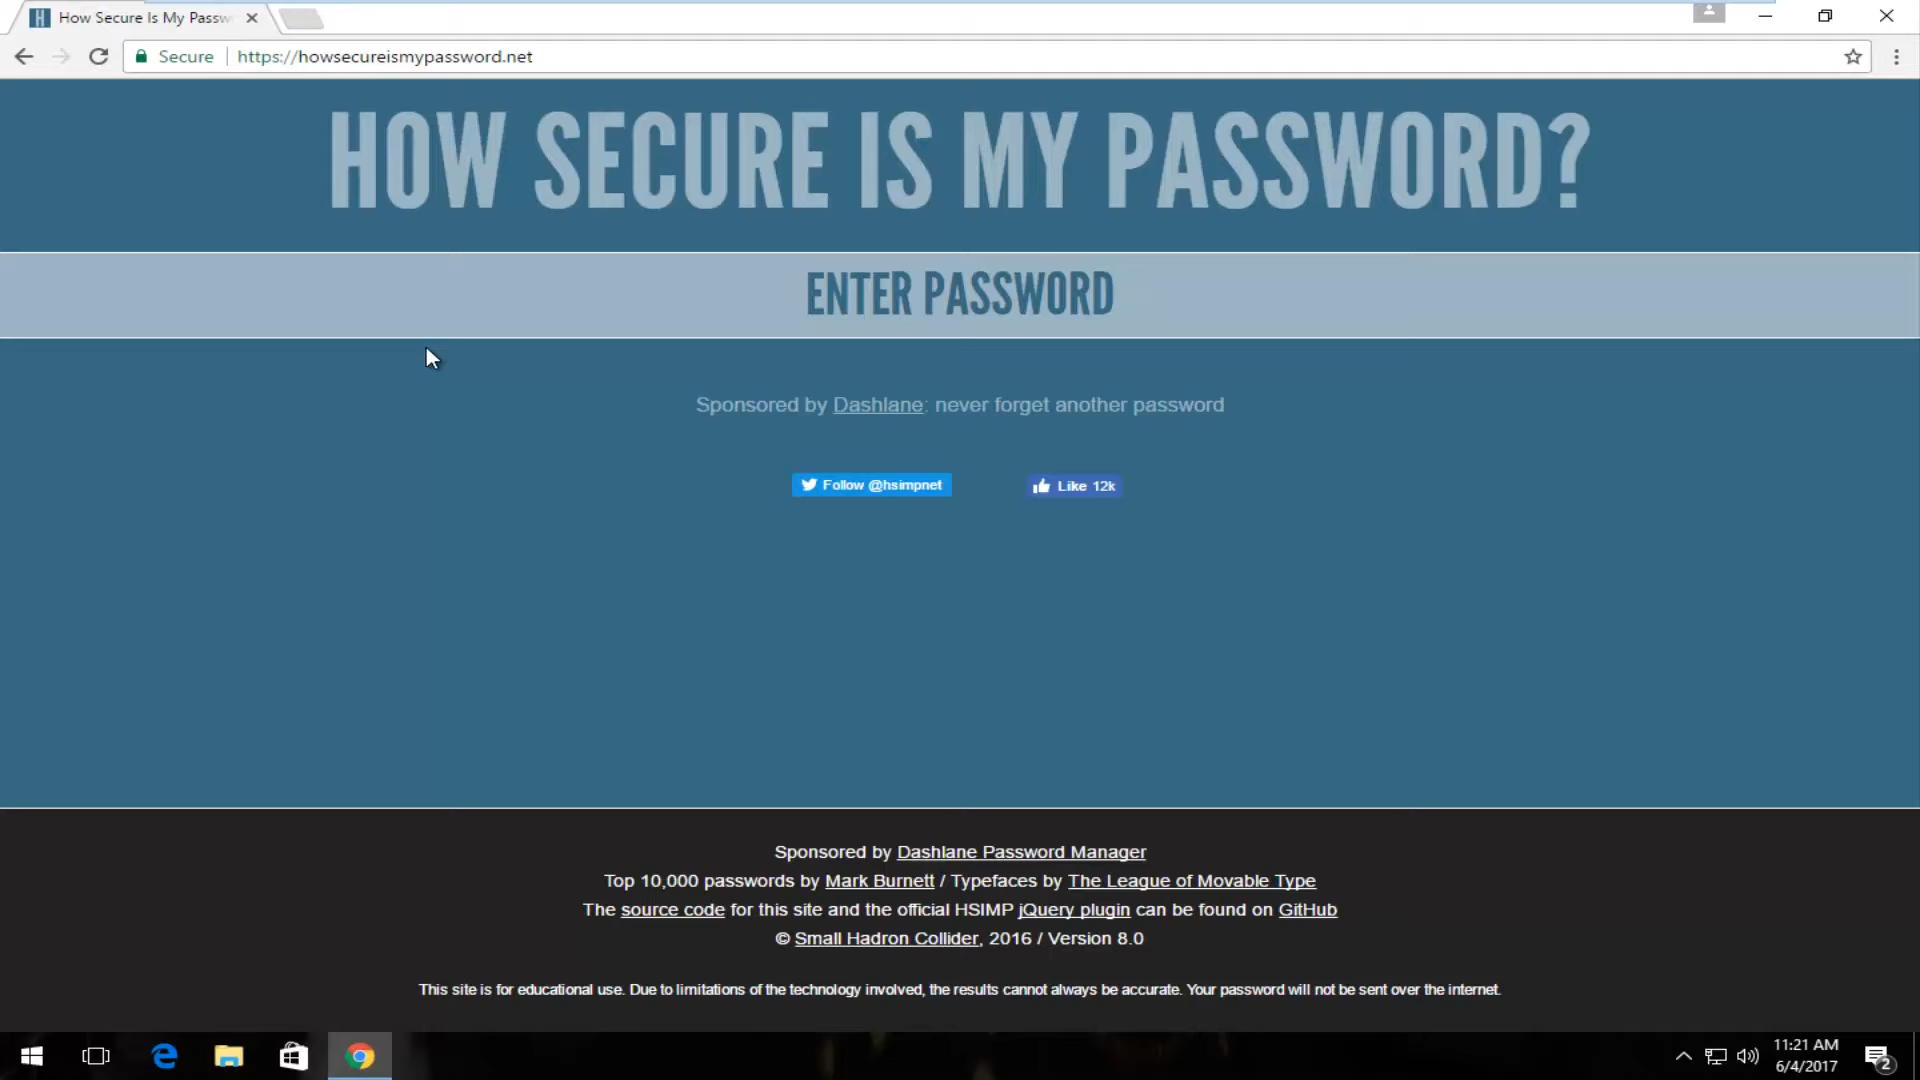 How Secure Is My Passw
Secure
https://howsecureismypassword.net
HOW SECURE IS MY PASSWORD?
ENTER PASSWORD
Sponsored by Dashlane: never forget another password
Follow @hsimpnet
Like 12k
Sponsored by Dashlane Password Manager
Top 10,000 passwords by Mark Burnett / Typefaces by The League of Movable Type
The source code for this site and the official HSIMP jQuery plugin can be found on GitHub
© Small Hadron Collider, 2016 / Version 8.0
This site is for educational use. Due to limitations of the technology involved, the results cannot always be accurate. Your password will not be sent over the internet.
11:21 AM
6/4/2017
2